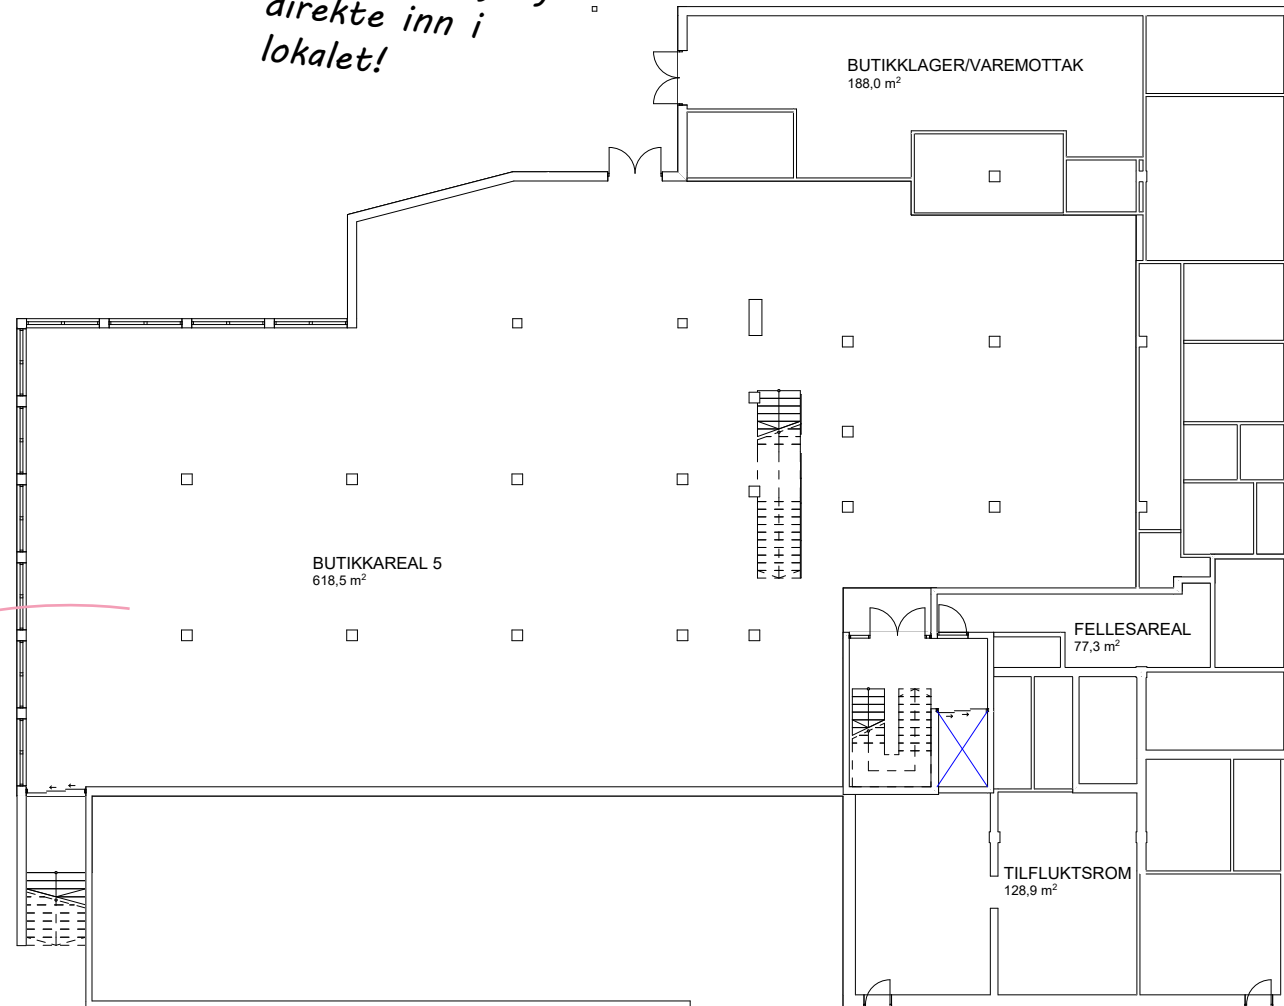 direkte inn i
lokalet!
BUTIKKLAGER/VAREMOTTAK
188,0 m²
BUTIKKAREAL 5
618,5 m²
FELLESAREAL
77,3 m²
TILFLUKTSROM
128,9 m²